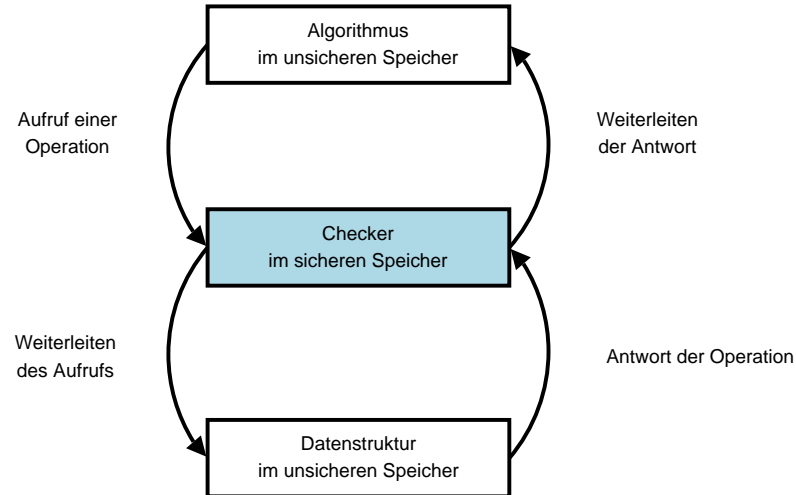 Algorithmus
im unsicheren Speicher
Aufruf einer
Operation
Weiterleiten
der Antwort
Checker
im sicheren Speicher
Weiterleiten
des Aufrufs
Antwort der Operation
Datenstruktur
im unsicheren Speicher